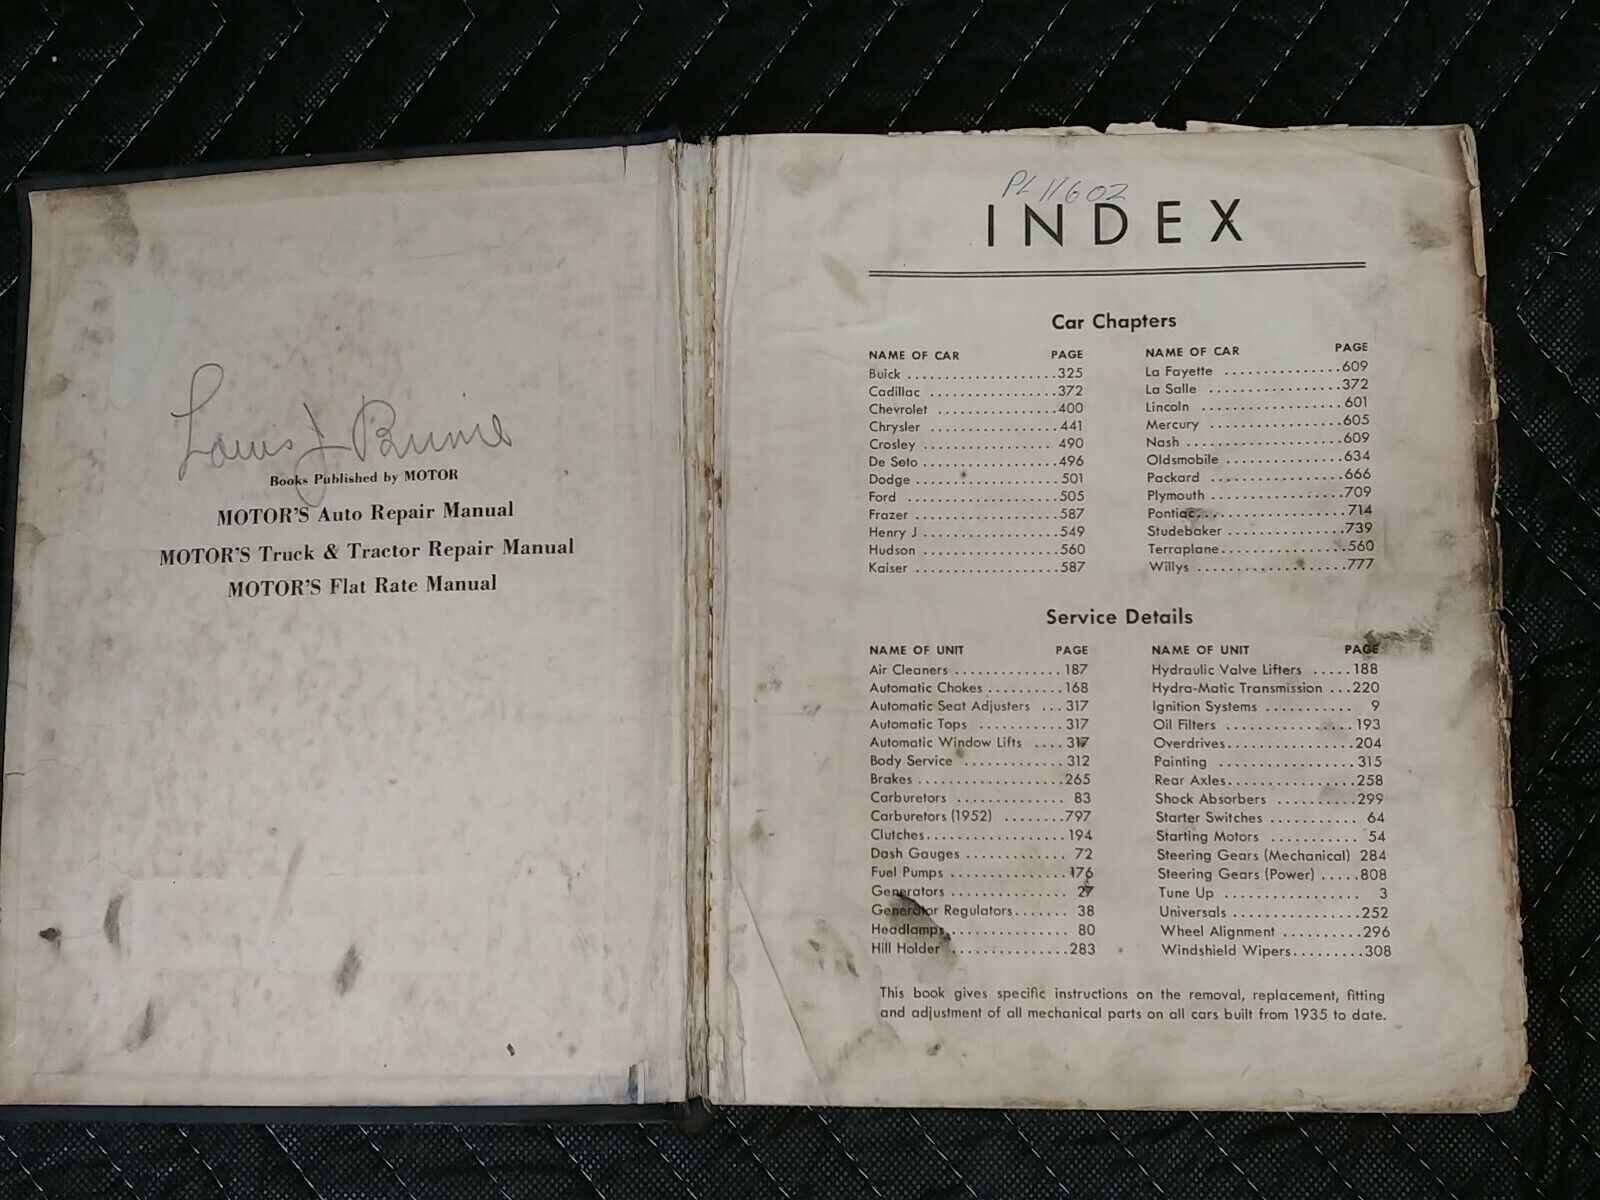 Louis J
Books Published by MOTOR
MOTOR'S Auto Repair Manual
MOTOR'S Truck & Tractor Repair Manual
MOTOR'S Flat Rate Manual
PL 11602
INDEX
Car Chapters
NAME OF CAR PAGE
Buick ....................325
Cadillac .................372
Chevrolet ................400
Chrysler .................441
Crosley ..................490
De Soto ..................496
Dodge ....................501
Ford .....................505
Frazer ...................587
Henry J ..................549
Hudson ...................560
Kaiser ...................587
NAME OF CAR PAGE
La Fayette ...............609
La Salle .................372
Lincoln ..................601
Mercury ..................605
Nash .....................609
Oldsmobile ...............634
Packard ..................666
Plymouth .................709
Pontiac..................714
Studebaker ...............739
Terraplane...............560
Willys ...................777
Service Details
NAME OF UNIT PAGE
Air Cleaners ..............187
Automatic Chokes ..........168
Automatic Seat Adjusters ...317
Automatic Tops ...........317
Automatic Window Lifts ....317
Body Service .............312
Brakes ...................265
Carburetors .............. 83
Carburetors (1952) ........797
Clutches..................194
Dash Gauges ............. 72
Fuel Pumps ...............176
Generators ............... 27
Generator Regulators....... 38
Headlamps................ 80
Hill Holder ...............283
NAME OF UNIT PAGE
Hydraulic Valve Lifters .....188
Hydra-Matic Transmission ...220
Ignition Systems ........... 9
Oil Filters .................193
Overdrives.................204
Painting ..................315
Rear Axles.................258
Shock Absorbers ...........299
Starter Switches ........... 64
Starting Motors ........... 54
Steering Gears (Mechanical) 284
Steering Gears (Power) .....808
Tune Up ................ 3
Universals .................252
Wheel Alignment ..........296
Windshield Wipers.........308
This book gives specific instructions on the removal, replacement, fitting
and adjustment of all mechanical parts on all cars built from 1935 to date.